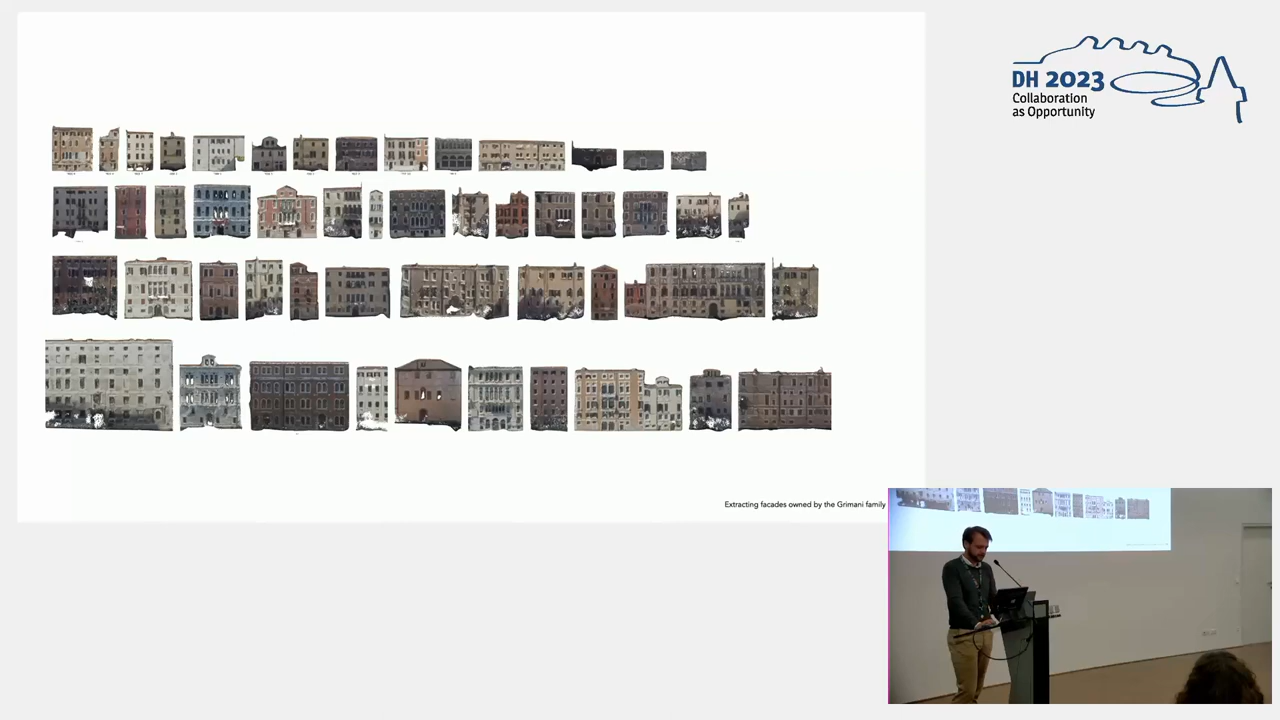 DH 2023
Collaboration
as Opportunity
Extracting facades owned by the Grimani family